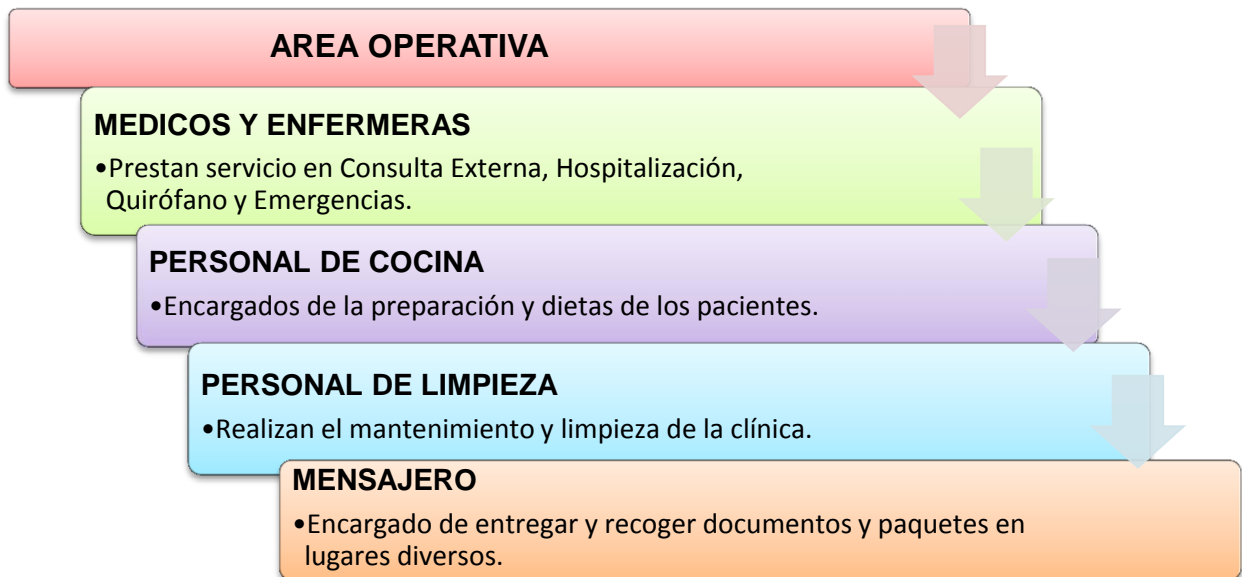 AREA OPERATIVA
MEDICOS Y ENFERMERAS
•Prestan servicio en Consulta Externa, Hospitalización,
Quirófano y Emergencias.
PERSONAL DE COCINA
•Encargados de la preparación y dietas de los pacientes.
PERSONAL DE LIMPIEZA
•Realizan el mantenimiento y limpieza de la clínica.
MENSAJERO
•Encargado de entregar y recoger documentos y paquetes en
lugares diversos.